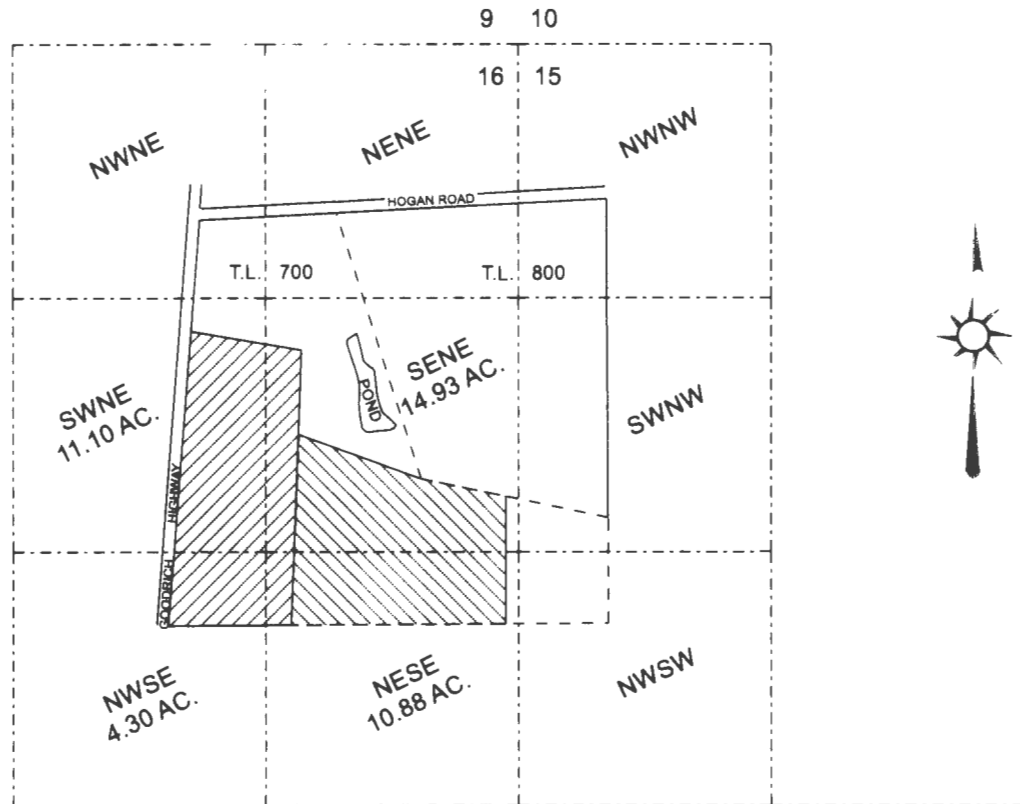 9 10
16 15
NWNE
NENE
NWNW
HOGAN ROAD
T.L. 700
T.L. 800
SWNE
11.10 AC.
POND
SENE
14.93 AC.
SWNW
GOODRICH HIGHWAY
NWSE
4.30 AC.
NESE
10.88 AC.
NWSW